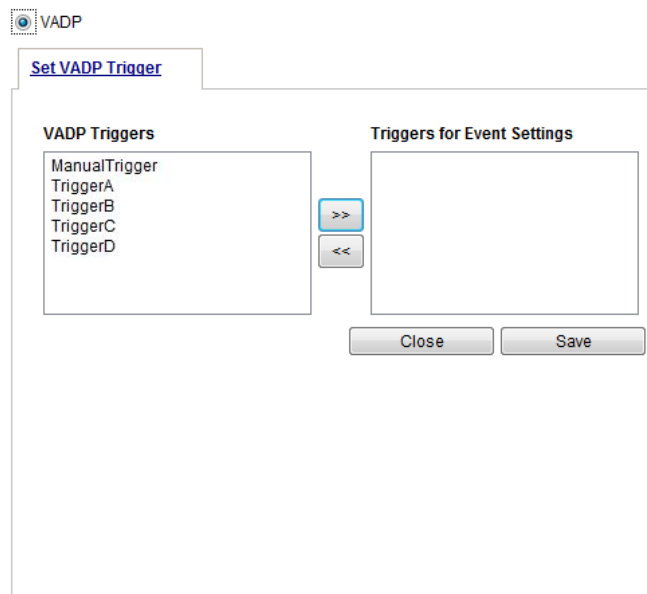 VADP
Set VADP Trigger
VADP Triggers Triggers for Event Settings
ManualTrigger
TriggerA
TriggerB
TriggerC
TriggerD
>>
<<
Close Save